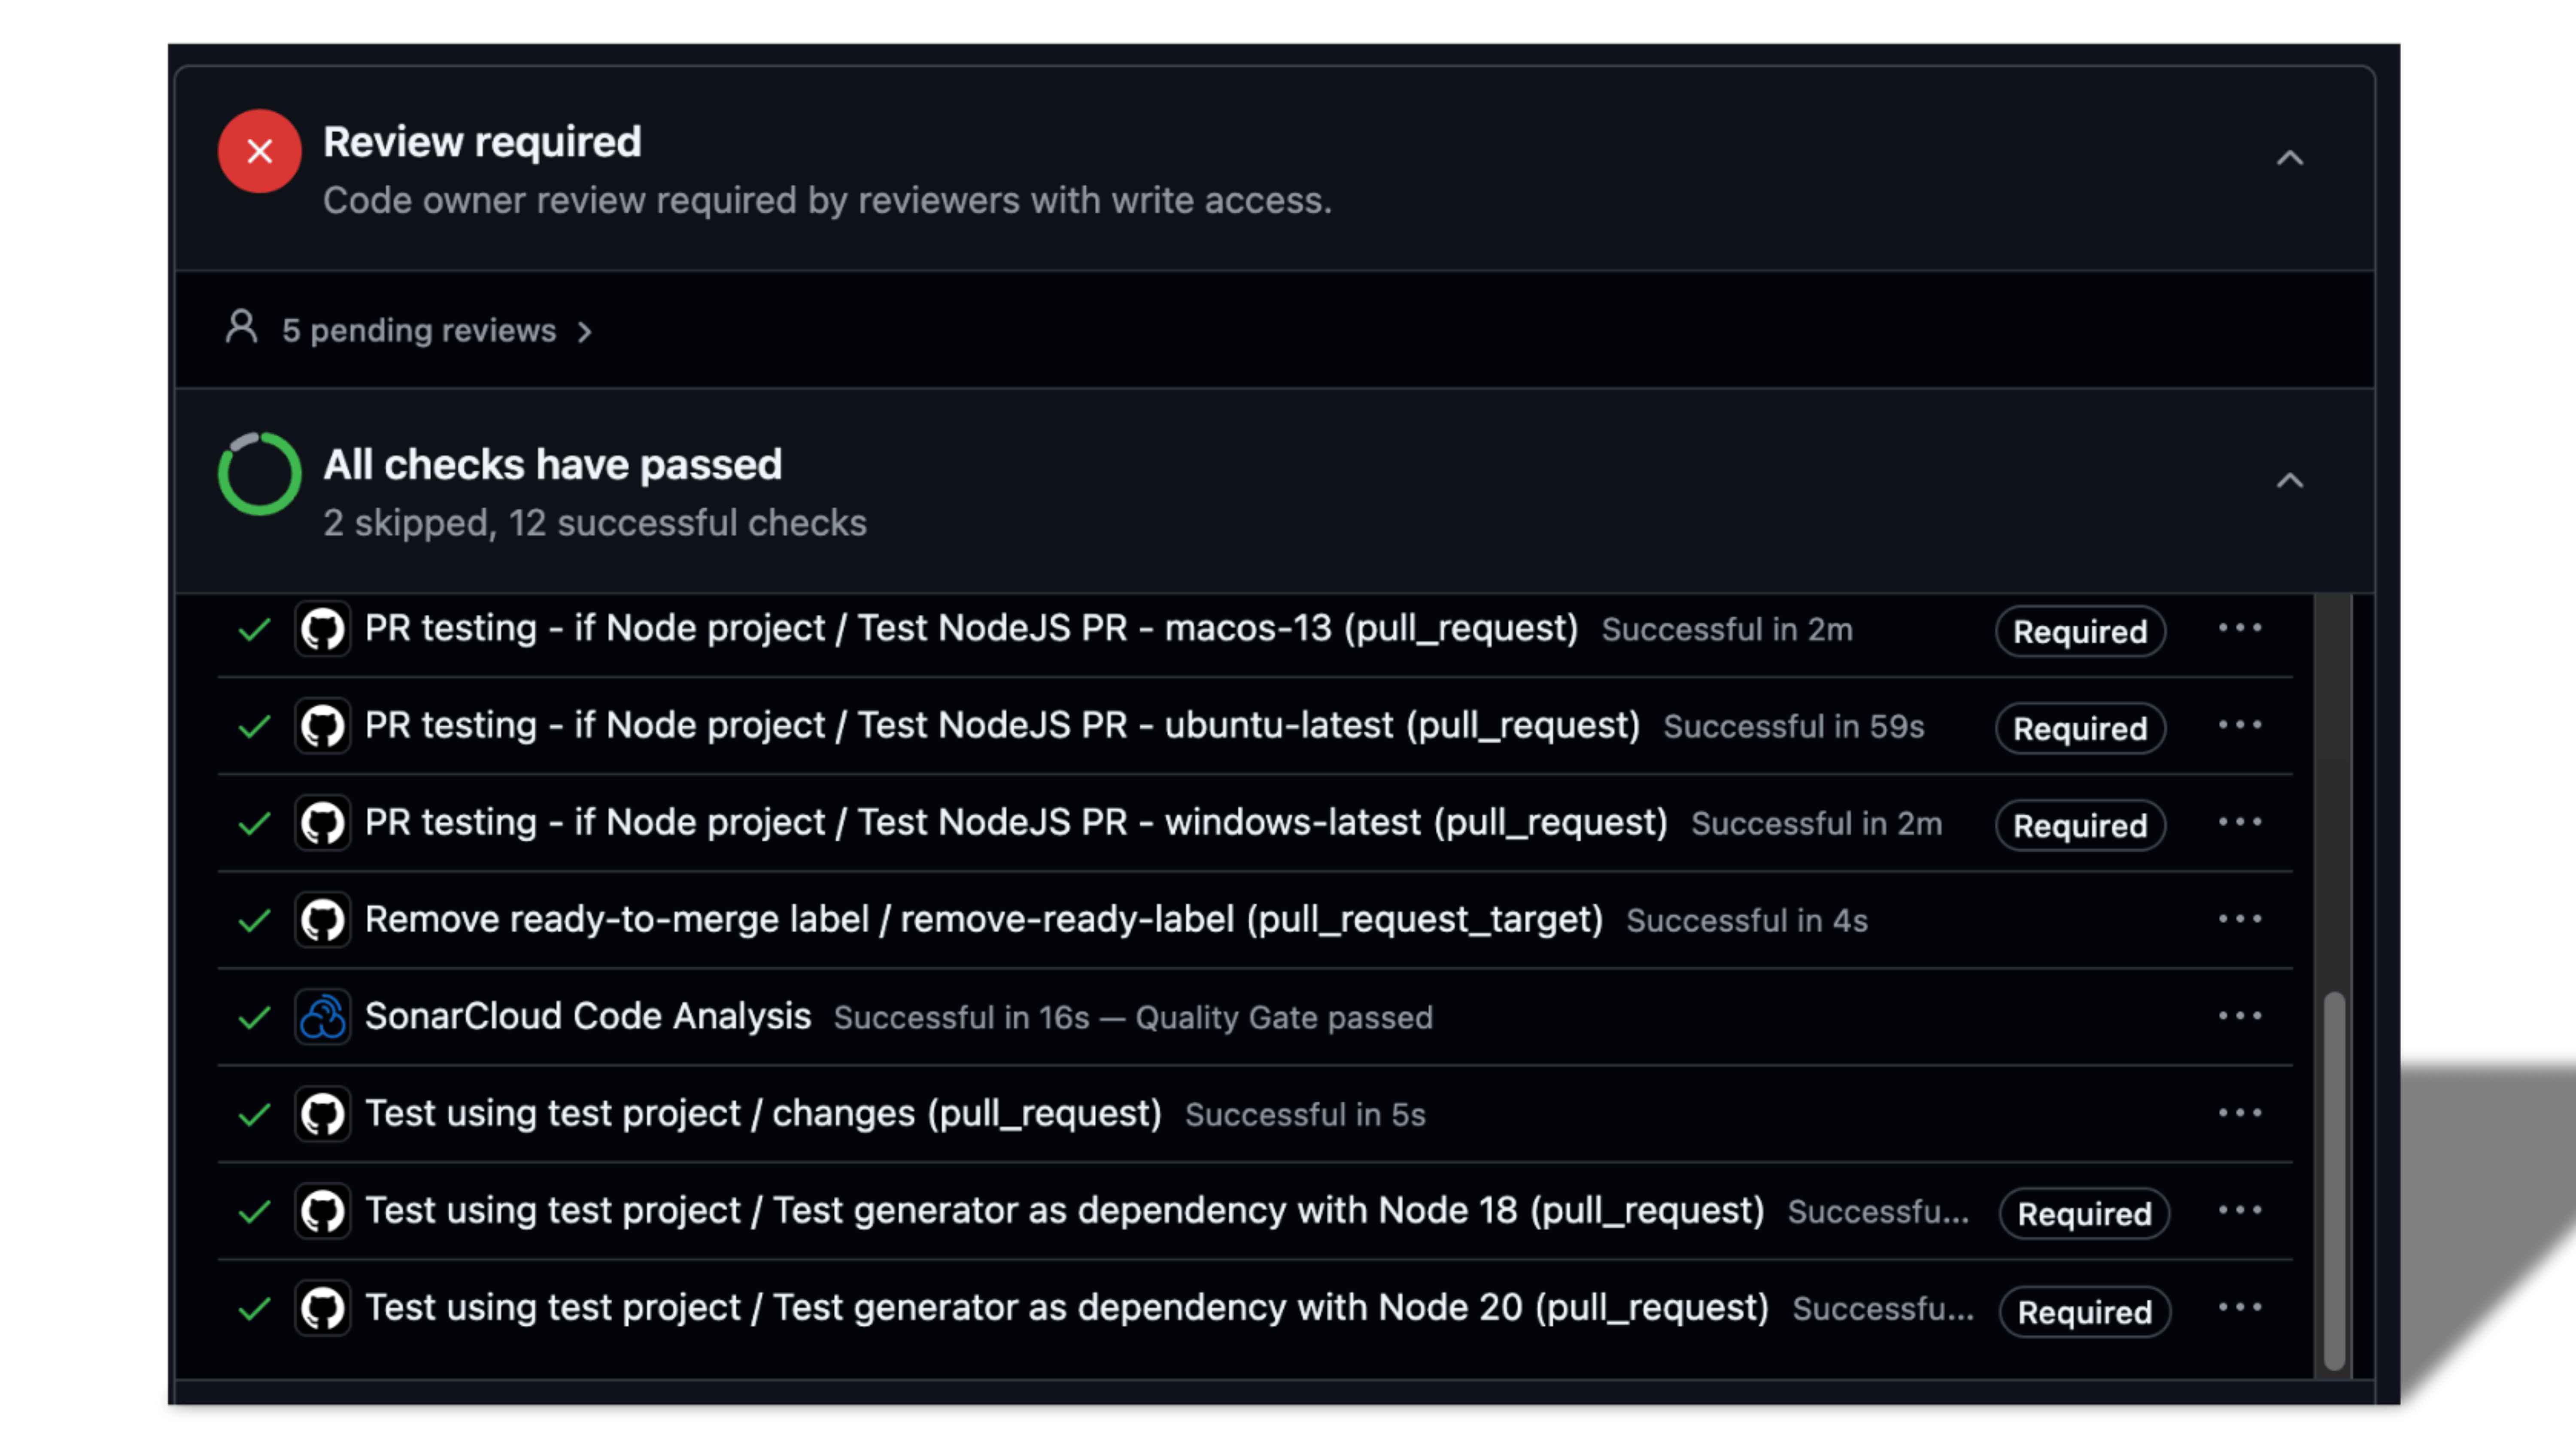 Review required
Code owner review required by reviewers with write access.
5 pending reviews
All checks have passed
2 skipped, 12 successful checks
PR testing - if Node project / Test NodeJS PR - macos-13 (pull_request) Successful in 2m Required
PR testing - if Node project / Test NodeJS PR - ubuntu-latest (pull_request) Successful in 59s Required
PR testing - if Node project / Test NodeJS PR - windows-latest (pull_request) Successful in 2m Required
Remove ready-to-merge label / remove-ready-label (pull_request_target) Successful in 4s
SonarCloud Code Analysis Successful in 16s — Quality Gate passed
Test using test project / changes (pull_request) Successful in 5s
Test using test project / Test generator as dependency with Node 18 (pull_request) Successfu... Required
Test using test project / Test generator as dependency with Node 20 (pull_request) Successfu... Required